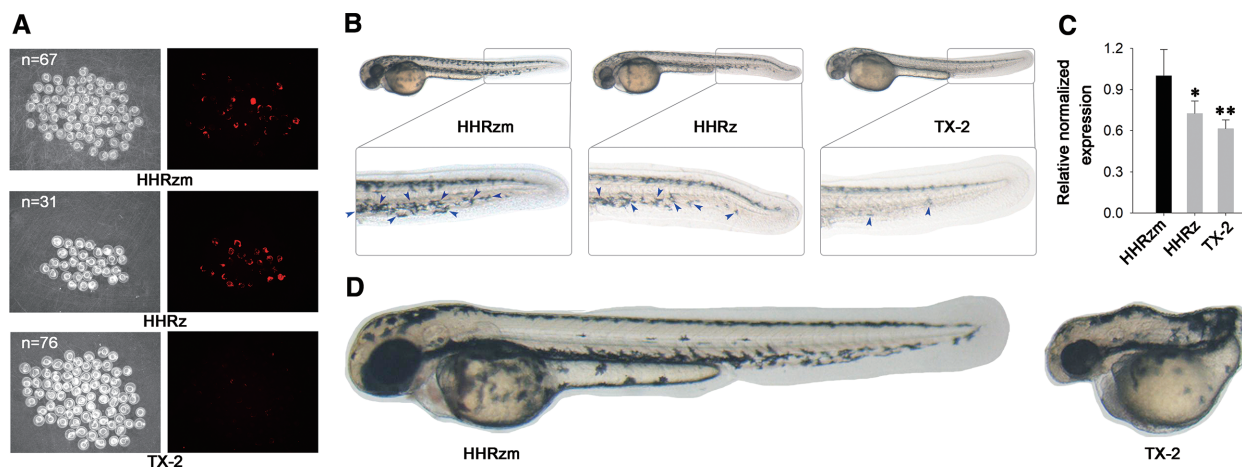 A
n=67
HHRzm
n=31
HHRz
n=76
TX-2
B
HHRzm
HHRz
TX-2
C
Relative normalized
expression
1.2
0.9
0.6
0.3
0.0
*
**
HHRzm
HHRz
TX-2
D
HHRzm
TX-2